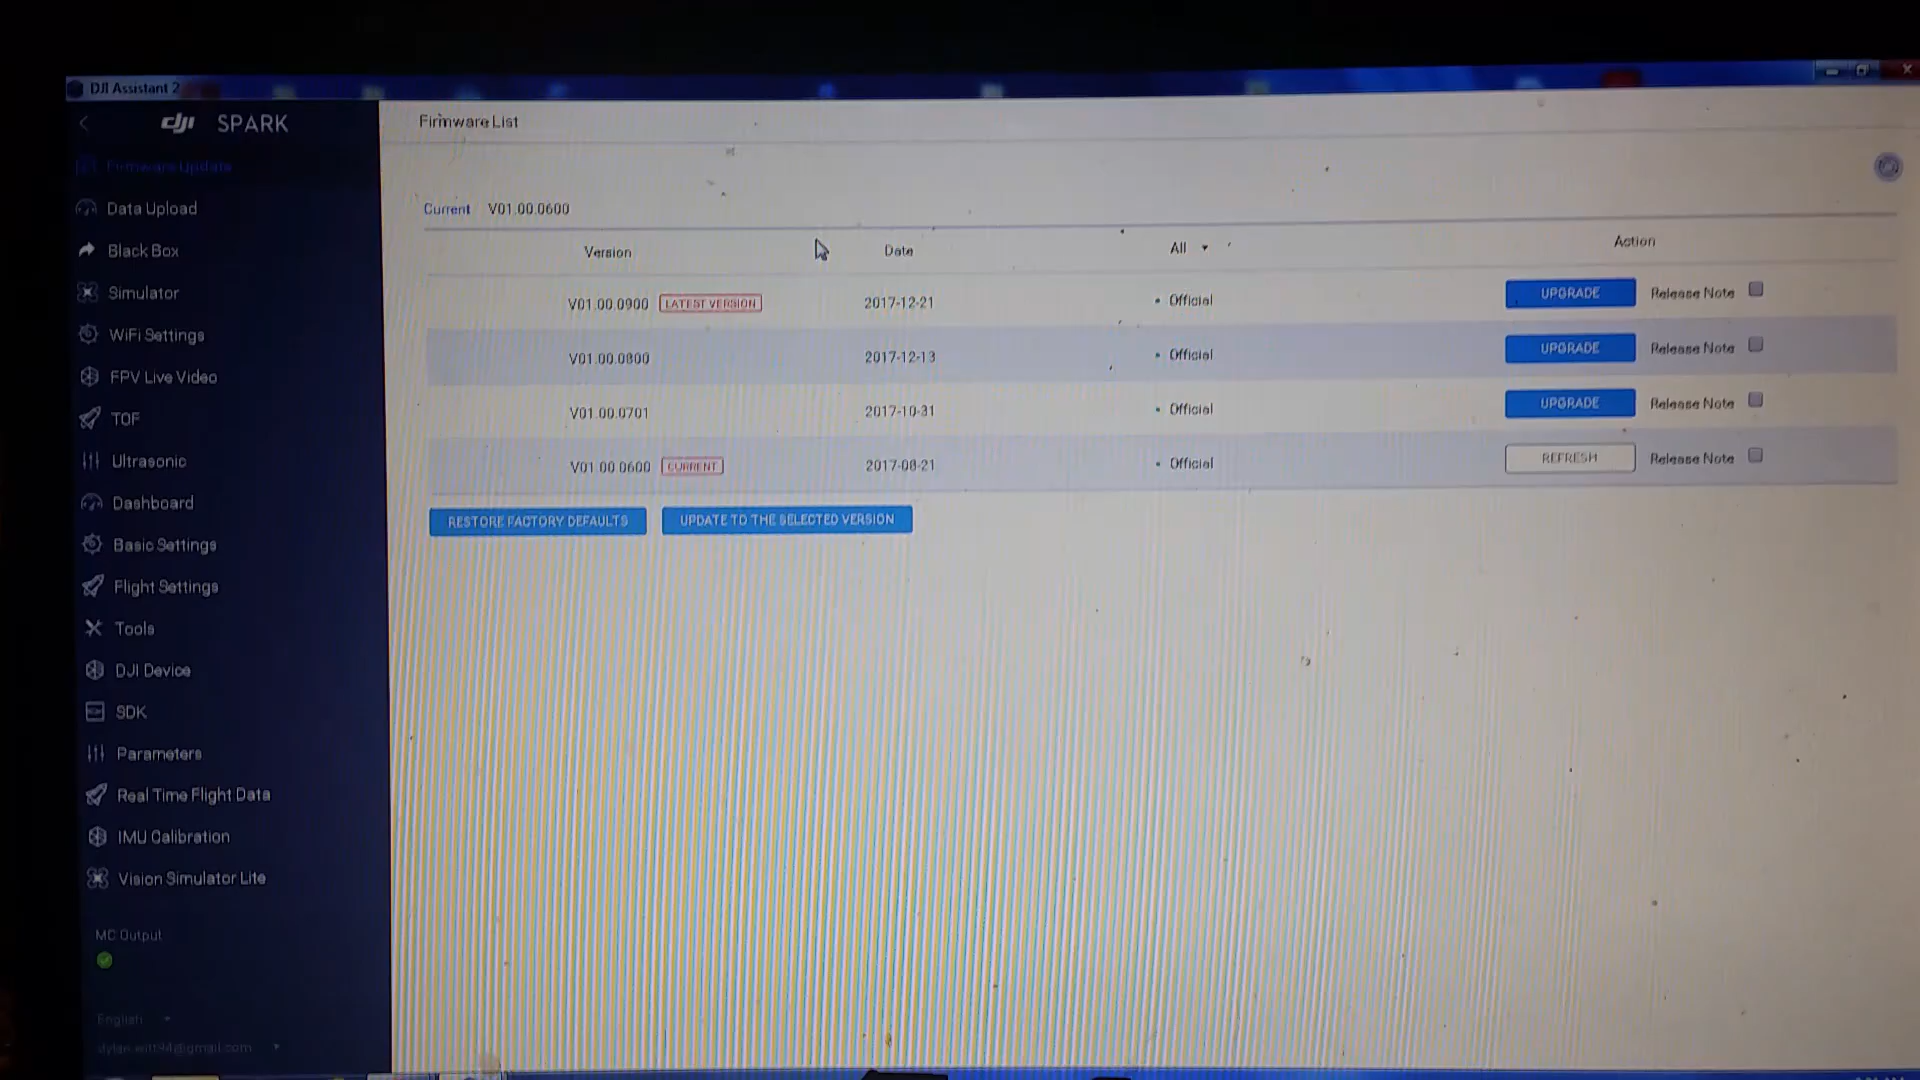 DJI Assistant 2
dji SPARK
Firmware Update
Data Upload
Black Box
Simulator
WiFi Settings
FPV Live Video
TOF
Ultrasonic
Dashboard
Basic Settings
Flight Settings
Tools
DJI Device
SDK
Parameters
Real Time Flight Data
IMU Calibration
Vision Simulator Lite
MC Output
English
Firmware List
Current V01.00.0600
Version Date All Action
V01.00.0900 LATEST VERSION 2017-12-21 Official UPGRADE Release Note
V01.00.0800 2017-12-13 Official UPGRADE Release Note
V01.00.0701 2017-10-31 Official UPGRADE Release Note
V01.00.0600 CURRENT 2017-08-21 Official REFRESH Release Note
RESTORE FACTORY DEFAULTS UPDATE TO THE SELECTED VERSION